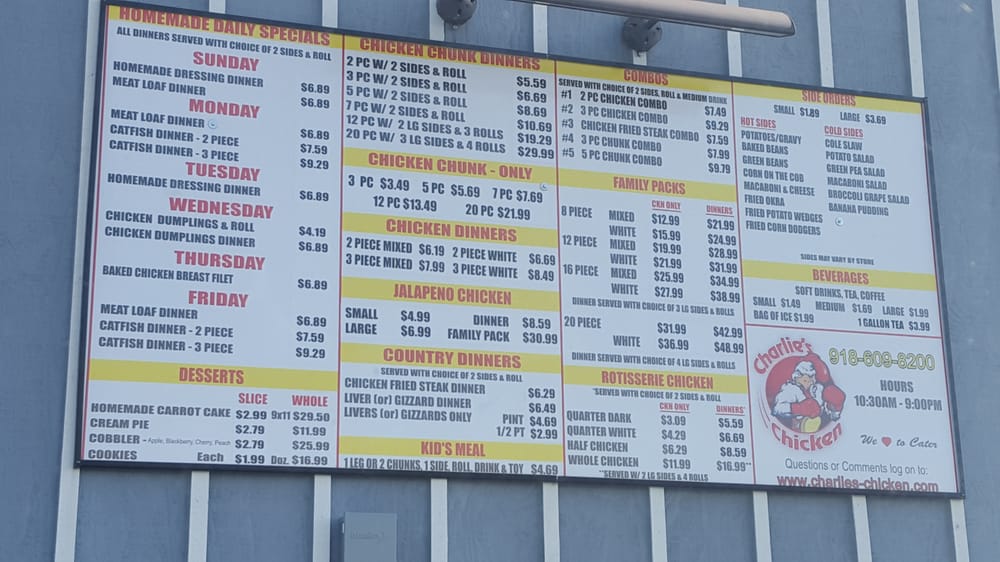 HOMEMADE DAILY SPECIALS
ALL DINNERS SERVED WITH CHOICE OF 2 SIDES & ROLL
SUNDAY
HOMEMADE DRESSING DINNER $6.89
MEAT LOAF DINNER $6.89
MONDAY
MEAT LOAF DINNER $6.89
CATFISH DINNER - 2 PIECE $7.59
CATFISH DINNER - 3 PIECE $9.29
TUESDAY
HOMEMADE DRESSING DINNER $6.89
WEDNESDAY
CHICKEN DUMPLINGS & ROLL $4.19
CHICKEN DUMPLINGS DINNER $6.89
THURSDAY
BAKED CHICKEN BREAST FILET $6.89
FRIDAY
MEAT LOAF DINNER $6.89
CATFISH DINNER - 2 PIECE $7.59
CATFISH DINNER - 3 PIECE $9.29
DESSERTS
SLICE WHOLE
HOMEMADE CARROT CAKE $2.99 9x11 $29.50
CREAM PIE $2.79 $11.99
COBBLER - Apple, Blackberry, Cherry, Peach $2.79 $25.99
COOKIES Each $1.99 Doz. $16.99
CHICKEN CHUNK DINNERS
2 PC W/ 2 SIDES & ROLL $5.59
3 PC W/ 2 SIDES & ROLL $6.69
5 PC W/ 2 SIDES & ROLL $8.69
7 PC W/ 2 SIDES & ROLL $10.69
12 PC W/ 2 LG SIDES & 3 ROLLS $19.29
20 PC W/ 3 LG SIDES & 4 ROLLS $29.99
CHICKEN CHUNK - ONLY
3 PC $3.49 5 PC $5.69 7 PC $7.69
12 PC $13.49 20 PC $21.99
CHICKEN DINNERS
2 PIECE MIXED $6.19 2 PIECE WHITE $6.69
3 PIECE MIXED $7.99 3 PIECE WHITE $8.49
JALAPENO CHICKEN
SMALL $4.99 DINNER $8.59
LARGE $6.99 FAMILY PACK $30.99
COUNTRY DINNERS
SERVED WITH CHOICE OF 2 SIDES & ROLL
CHICKEN FRIED STEAK DINNER $6.29
LIVER (or) GIZZARD DINNER $6.49
LIVERS (or) GIZZARDS ONLY PINT $4.69
1/2 PT $2.99
KID'S MEAL
1 LEG OR 2 CHUNKS, 1 SIDE, ROLL, DRINK & TOY $4.69
COMBOS
SERVED WITH CHOICE OF 2 SIDES, ROLL & MEDIUM DRINK
#1 2 PC CHICKEN COMBO $7.49
#2 3 PC CHICKEN COMBO $9.29
#3 CHICKEN FRIED STEAK COMBO $7.59
#4 3 PC CHUNK COMBO $7.99
#5 5 PC CHUNK COMBO $9.79
FAMILY PACKS
CKN ONLY DINNERS
8 PIECE MIXED $12.99 $21.99
WHITE $15.99 $24.99
12 PIECE MIXED $19.99 $28.99
WHITE $21.99 $31.99
16 PIECE MIXED $25.99 $34.99
WHITE $27.99 $38.99
DINNER SERVED WITH CHOICE OF 3 LG SIDES & ROLLS
20 PIECE $31.99 $42.99
WHITE $36.99 $48.99
DINNER SERVED WITH CHOICE OF 4 LG SIDES & ROLLS
ROTISSERIE CHICKEN
*SERVED WITH CHOICE OF 2 SIDES & ROLL
CKN ONLY DINNERS*
QUARTER DARK $3.09 $5.59
QUARTER WHITE $4.29 $6.69
HALF CHICKEN $6.29 $8.59
WHOLE CHICKEN $11.99 $16.99**
**SERVED W/ 2 LG SIDES & 4 ROLLS
SIDE ORDERS
SMALL $1.89 LARGE $3.69
HOT SIDES
POTATOES/GRAVY
BAKED BEANS
GREEN BEANS
CORN ON THE COB
MACARONI & CHEESE
FRIED OKRA
FRIED POTATO WEDGES
FRIED CORN DODGERS
COLD SIDES
COLE SLAW
POTATO SALAD
GREEN PEA SALAD
MACARONI SALAD
BROCCOLI GRAPE SALAD
BANANA PUDDING
SIDES MAY VARY BY STORE
BEVERAGES
SOFT DRINKS, TEA, COFFEE
SMALL $1.49 MEDIUM $1.69 LARGE $1.99
BAG OF ICE $1.99 1 GALLON TEA $3.99
Charlie's
Chicken
918-609-8200
HOURS
10:30AM - 9:00PM
We to Cater
Questions or Comments log on to:
www.charlies-chicken.com